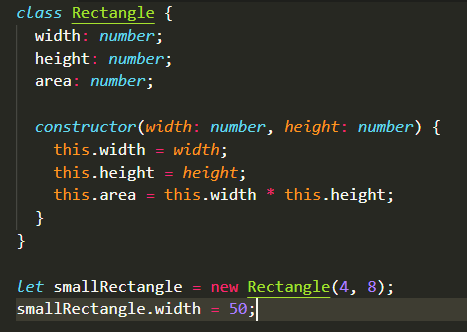 class Rectangle {
  width: number;
  height: number;
  area: number;

  constructor(width: number, height: number) {
    this.width = width;
    this.height = height;
    this.area = this.width * this.height;
  }
}

let smallRectangle = new Rectangle(4, 8);
smallRectangle.width = 50;